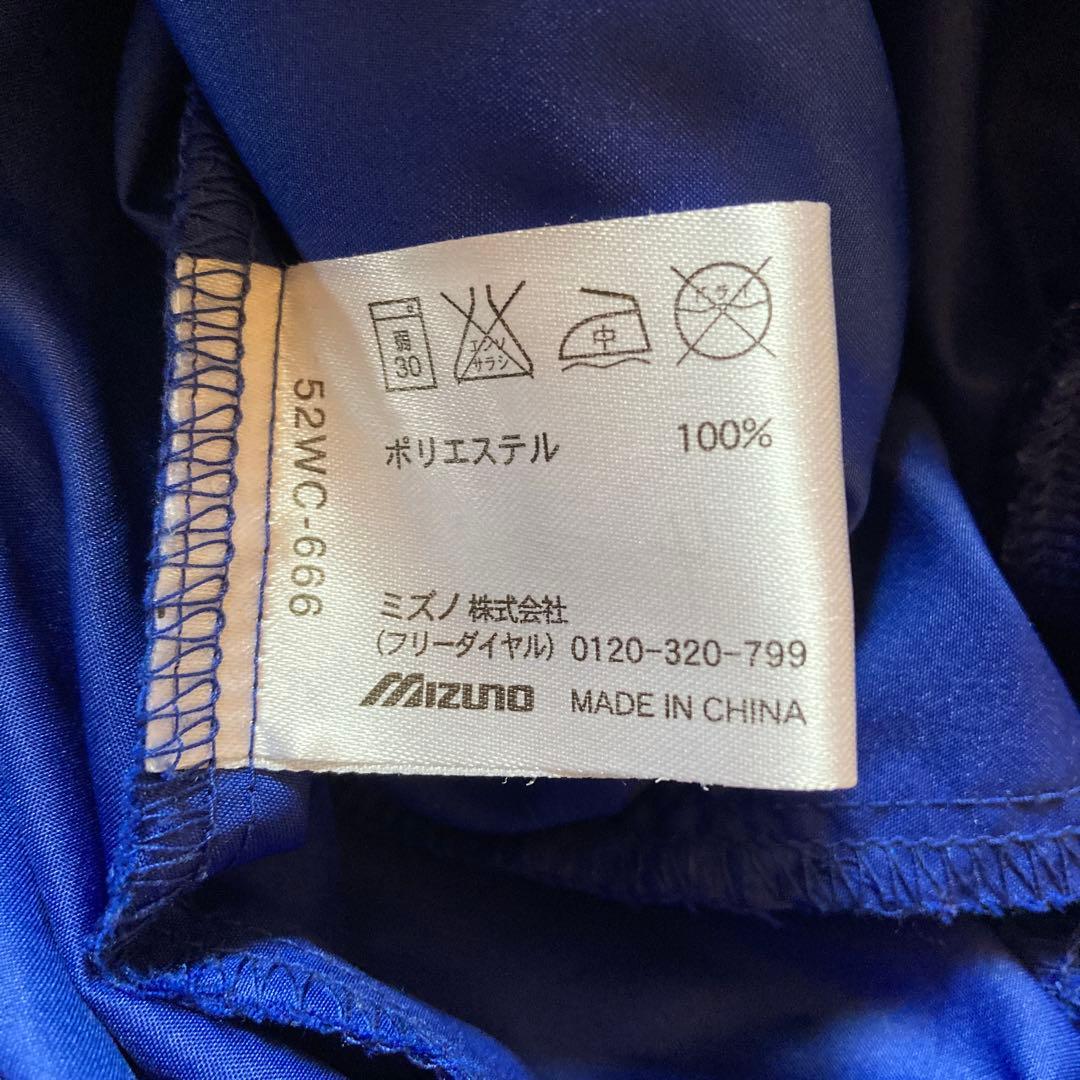 弱
30
エンソ
サラシ
中
ドライ
ポリエステル 100%
52WC-666
ミズノ 株式会社
(フリーダイヤル) 0120-320-799
MIZUNO MADE IN CHINA